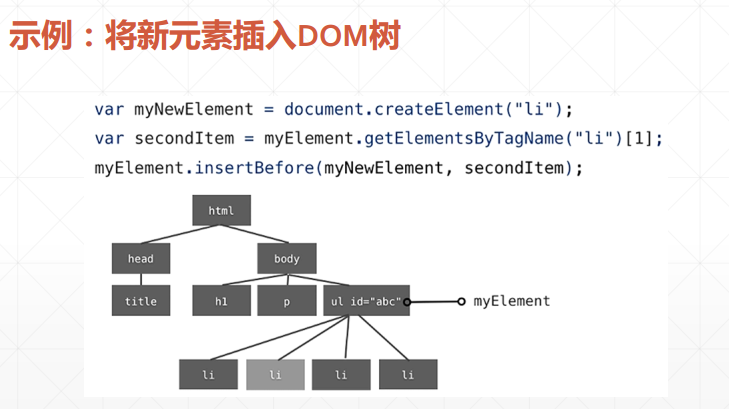 示例：将新元素插入DOM树
var myNewElement = document.createElement("li");
var secondItem = myElement.getElementsByTagName("li")[1];
myElement.insertBefore(myNewElement, secondItem);
html
head
body
title
h1
p
ul id="abc"
myElement
li
li
li
li